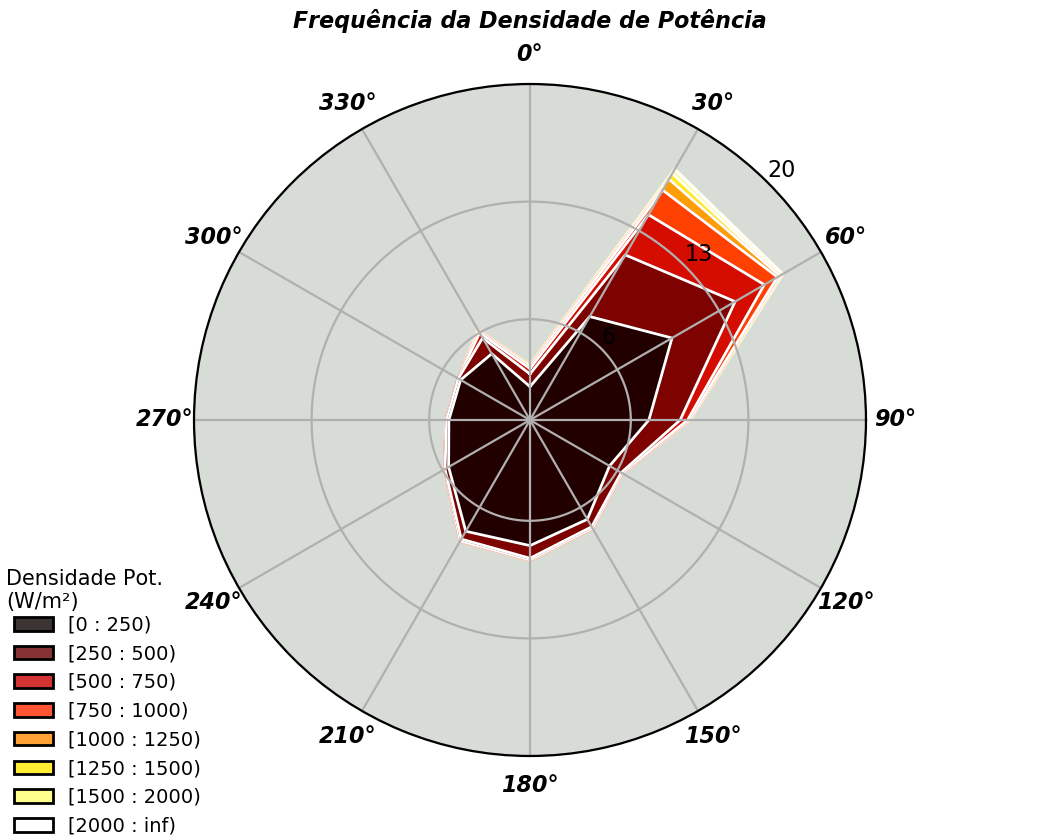 Frequência da Densidade de Potência
0°
330°
30°
20
300°
60°
13
6
270°
90°
240°
120°
210°
150°
180°
Densidade Pot.
(W/m²)
[0 : 250)
[250 : 500)
[500 : 750)
[750 : 1000)
[1000 : 1250)
[1250 : 1500)
[1500 : 2000)
[2000 : inf)